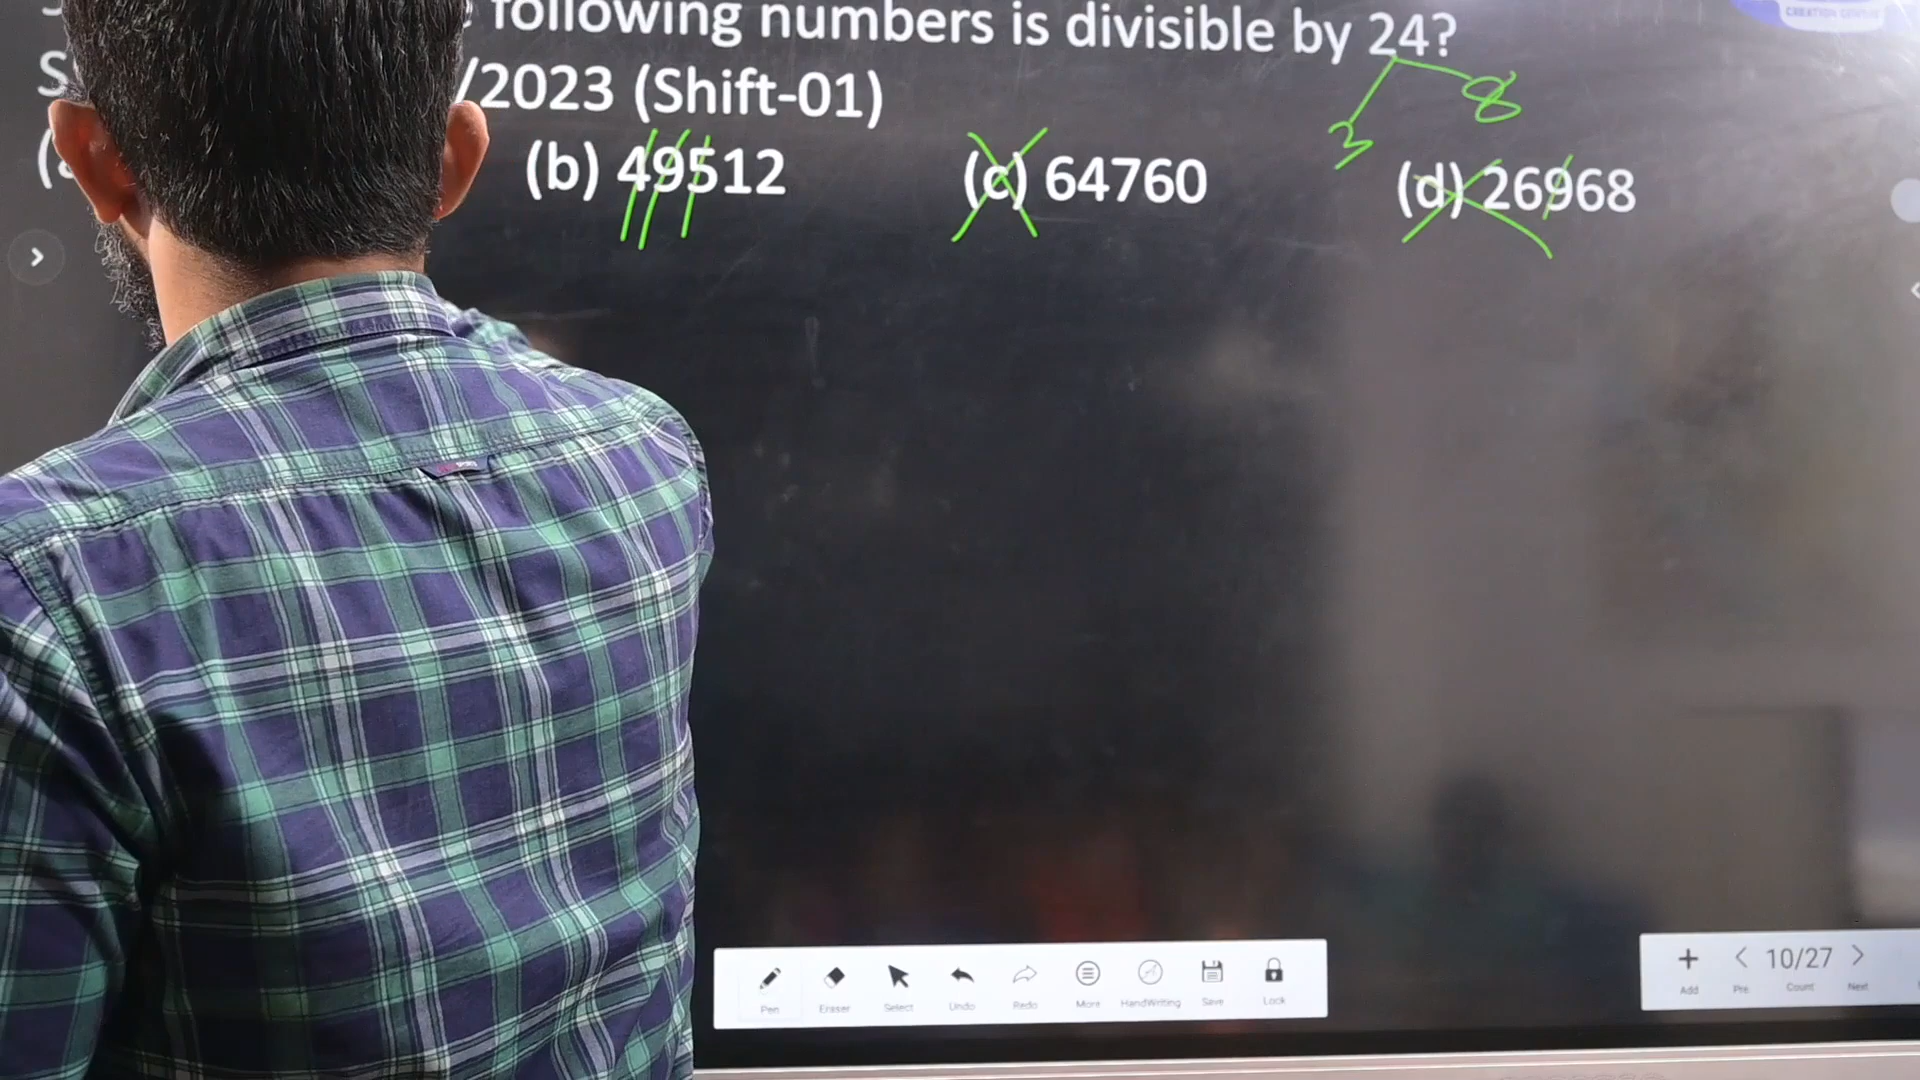 following numbers is divisible by 24?
/2023 (Shift-01)
3 8
(b) 49512 (c) 64760 (d) 26968
Pen Eraser Select Undo Redo More HandWriting Save Lock
Add Pre 10/27 Count Next
CREATION